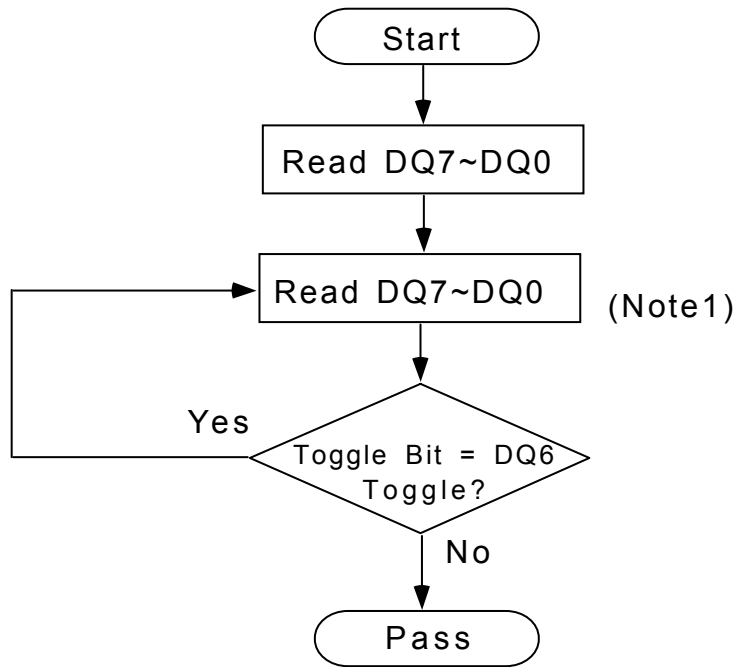 Start
Read DQ7~DQ0
Read DQ7~DQ0
(Note1)
Yes
Toggle Bit = DQ6
Toggle?
No
Pass